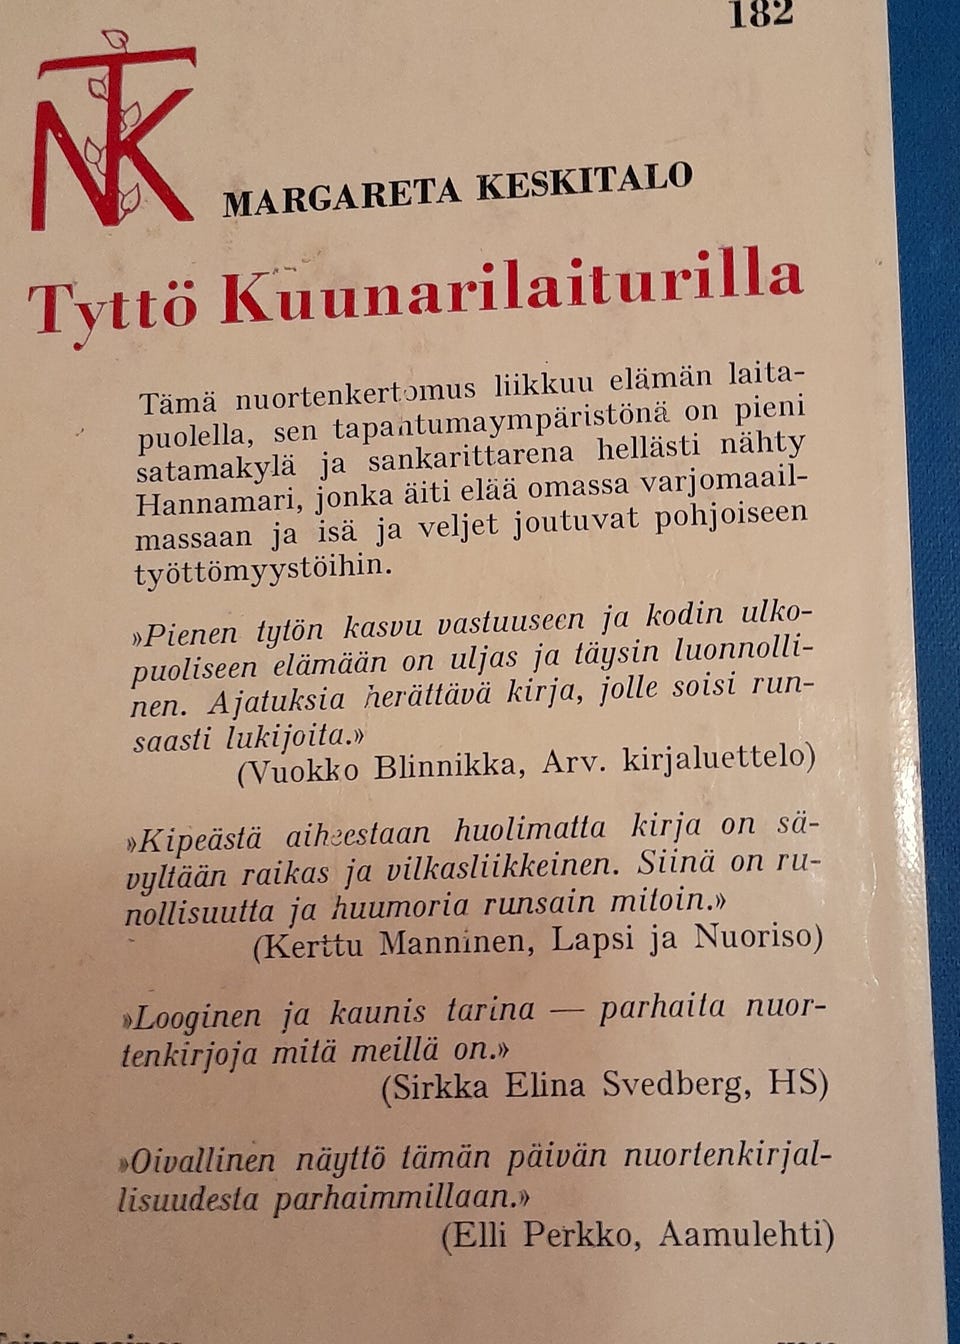 182
NTK
MARGARETA KESKITALO
Tyttö Kuunarilaiturilla
Tämä nuortenkertomus liikkuu elämän laita-
puolella, sen tapahtumaympäristönä on pieni
satamakylä ja sankarittarena hellästi nähty
Hannamari, jonka äiti elää omassa varjomaail-
massaan ja isä ja veljet joutuvat pohjoiseen
työttömyystöihin.
»Pienen tytön kasvu vastuuseen ja kodin ulko-
puoliseen elämään on uljas ja täysin luonnolli-
nen. Ajatuksia herättävä kirja, jolle soisi run-
saasti lukijoita.»
(Vuokko Blinnikka, Arv. kirjaluettelo)
»Kipeästä aiheestaan huolimatta kirja on sä-
vyltään raikas ja vilkasliikkeinen. Siinä on ru-
nollisuutta ja huumoria runsain mitoin.»
(Kerttu Manninen, Lapsi ja Nuoriso)
»Looginen ja kaunis tarina — parhaita nuor-
tenkirjoja mitä meillä on.»
(Sirkka Elina Svedberg, HS)
»Oivallinen näyttö tämän päivän nuortenkirjal-
lisuudesta parhaimmillaan.»
(Elli Perkko, Aamulehti)